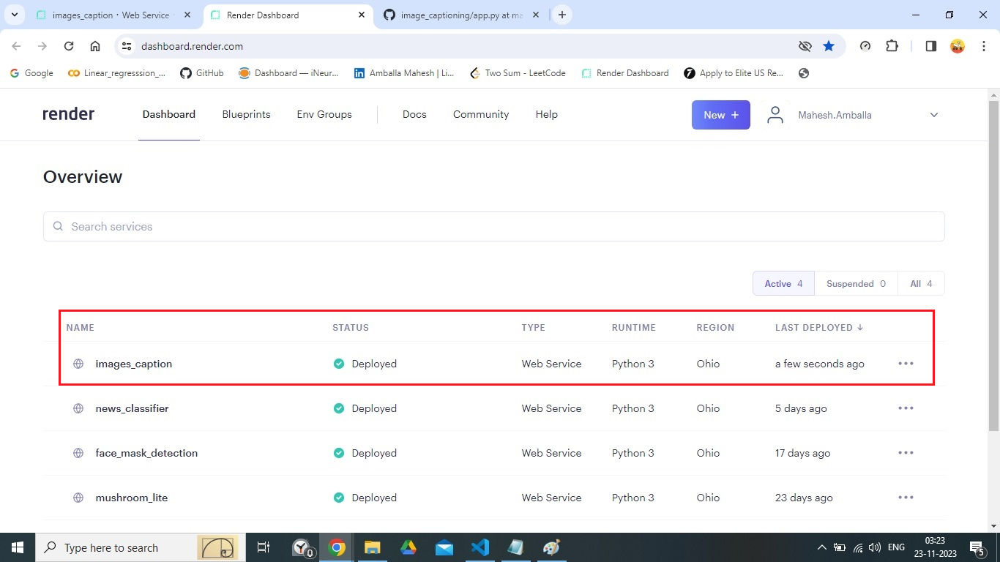 images_caption · Web Service ·
Render Dashboard
image_captioning/app.py at ma
dashboard.render.com
Google
Linear_regresssion_...
GitHub
Dashboard — iNeur...
Amballa Mahesh | Li...
Two Sum - LeetCode
Render Dashboard
Apply to Elite US Re...
render
Dashboard
Blueprints
Env Groups
Docs
Community
Help
New +
Mahesh.Amballa
Overview
Search services
Active 4
Suspended 0
All 4
NAME STATUS TYPE RUNTIME REGION LAST DEPLOYED ↓
images_caption Deployed Web Service Python 3 Ohio a few seconds ago
news_classifier Deployed Web Service Python 3 Ohio 5 days ago
face_mask_detection Deployed Web Service Python 3 Ohio 17 days ago
mushroom_lite Deployed Web Service Python 3 Ohio 23 days ago
Type here to search
0
ENG
03:23
23-11-2023
5